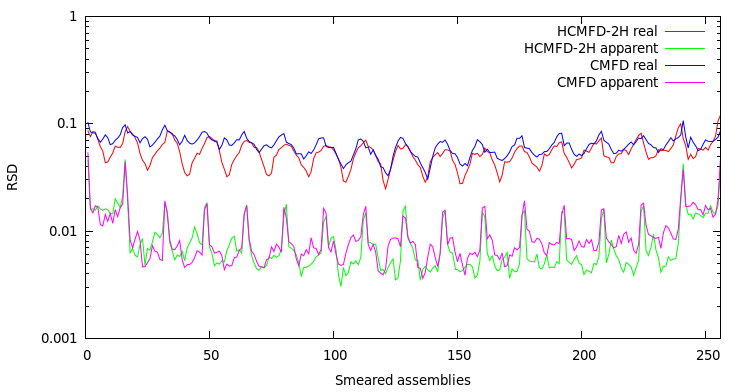 1
HCMFD-2H real
HCMFD-2H apparent
CMFD real
CMFD apparent
0.1
RSD
0.01
0.001
0 50 100 150 200 250
Smeared assemblies